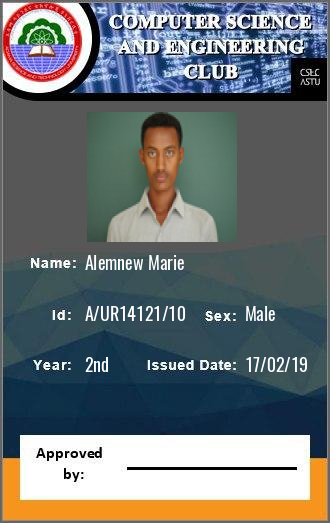 COMPUTER SCIENCE
AND ENGINEERING
CLUB
CSEC
ASTU
Name: Alemnew Marie
Id: A/UR14121/10 Sex: Male
Year: 2nd Issued Date: 17/02/19
Approved
by: